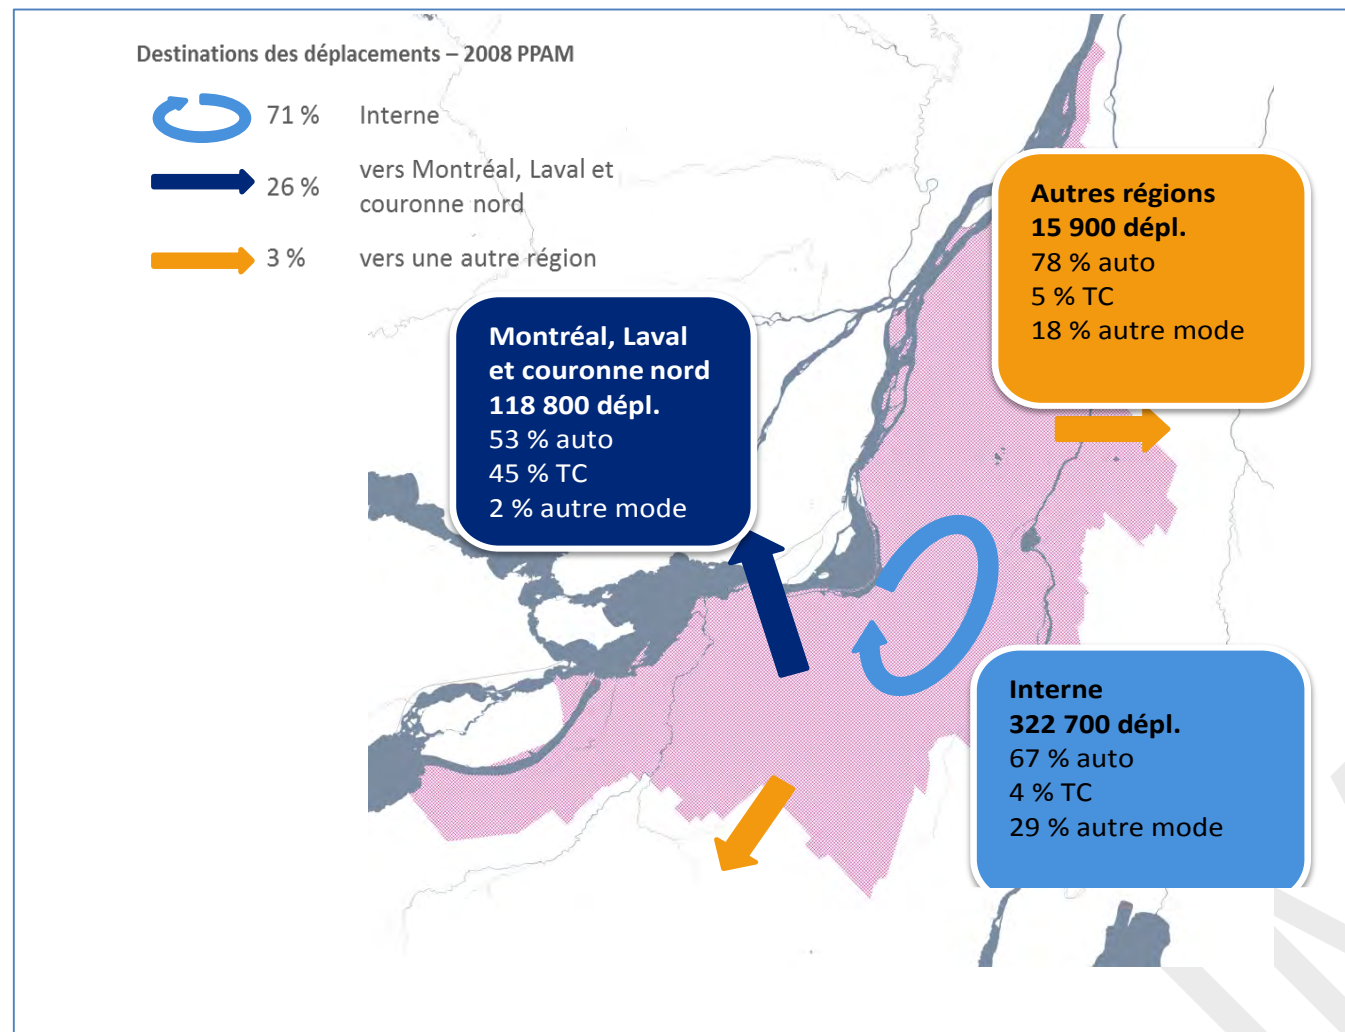 Destinations des déplacements – 2008 PPAM
71 % Interne
26 % vers Montréal, Laval et
couronne nord
3 % vers une autre région
Autres régions
15 900 dépl.
78 % auto
5 % TC
18 % autre mode
Montréal, Laval
et couronne nord
118 800 dépl.
53 % auto
45 % TC
2 % autre mode
Interne
322 700 dépl.
67 % auto
4 % TC
29 % autre mode